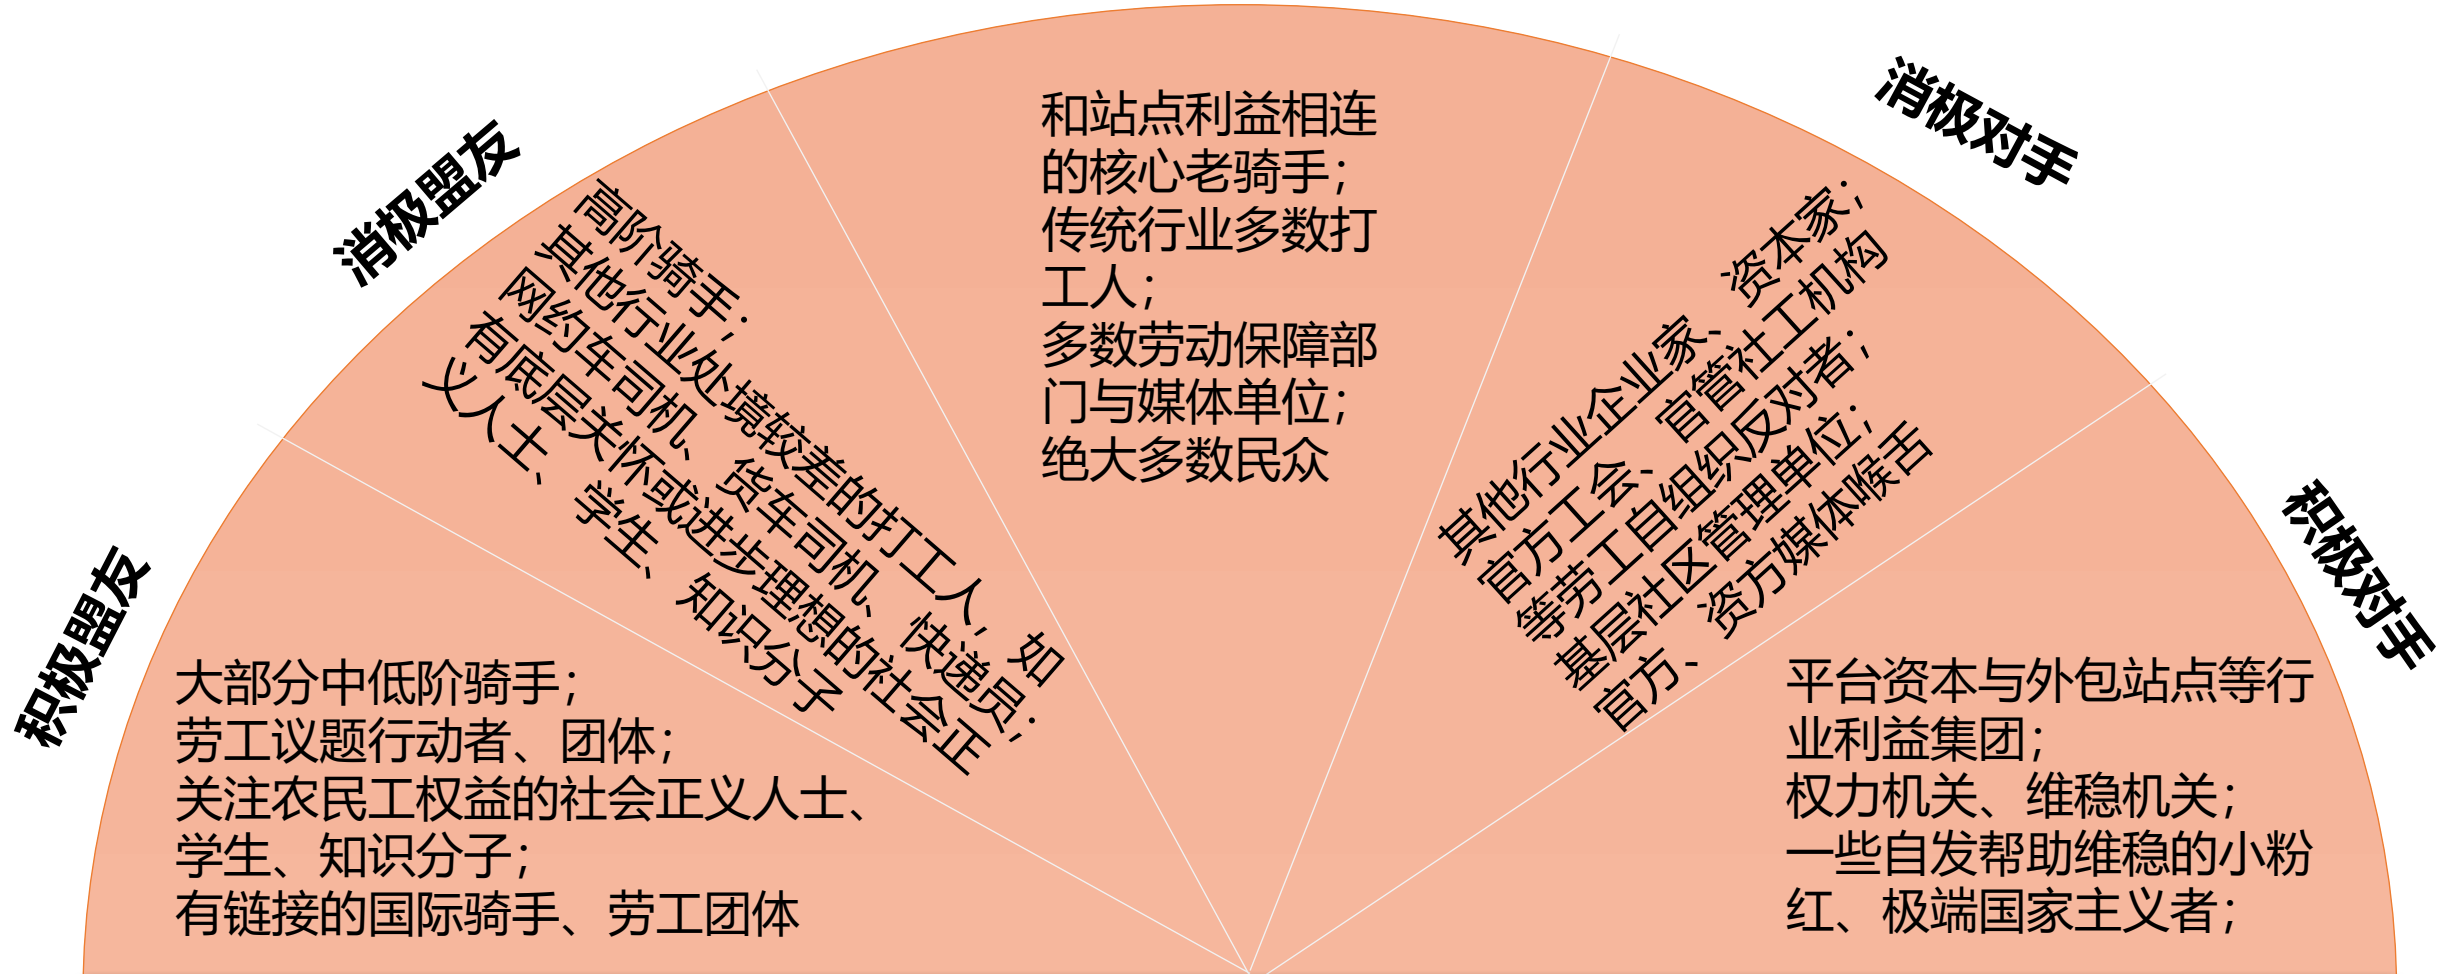 积极盟友
大部分中低阶骑手；
劳工议题行动者、团体；
关注农民工权益的社会正义人士、
学生、知识分子；
有链接的国际骑手、劳工团体
消极盟友
高阶骑手；
其他行业处境较差的打工人，如
网约车司机、货车司机、快递员；
有底层关怀或进步理想的社会正
义人士、学生、知识分子
和站点利益相连
的核心老骑手；
传统行业多数打
工人；
多数劳动保障部
门与媒体单位；
绝大多数民众
消极对手
其他行业企业家、资本家；
官方工会、官管社工机构
等劳工自组织反对者；
基层社区管理单位；
官方、资方媒体喉舌
积极对手
平台资本与外包站点等行
业利益集团；
权力机关、维稳机关；
一些自发帮助维稳的小粉
红、极端国家主义者；